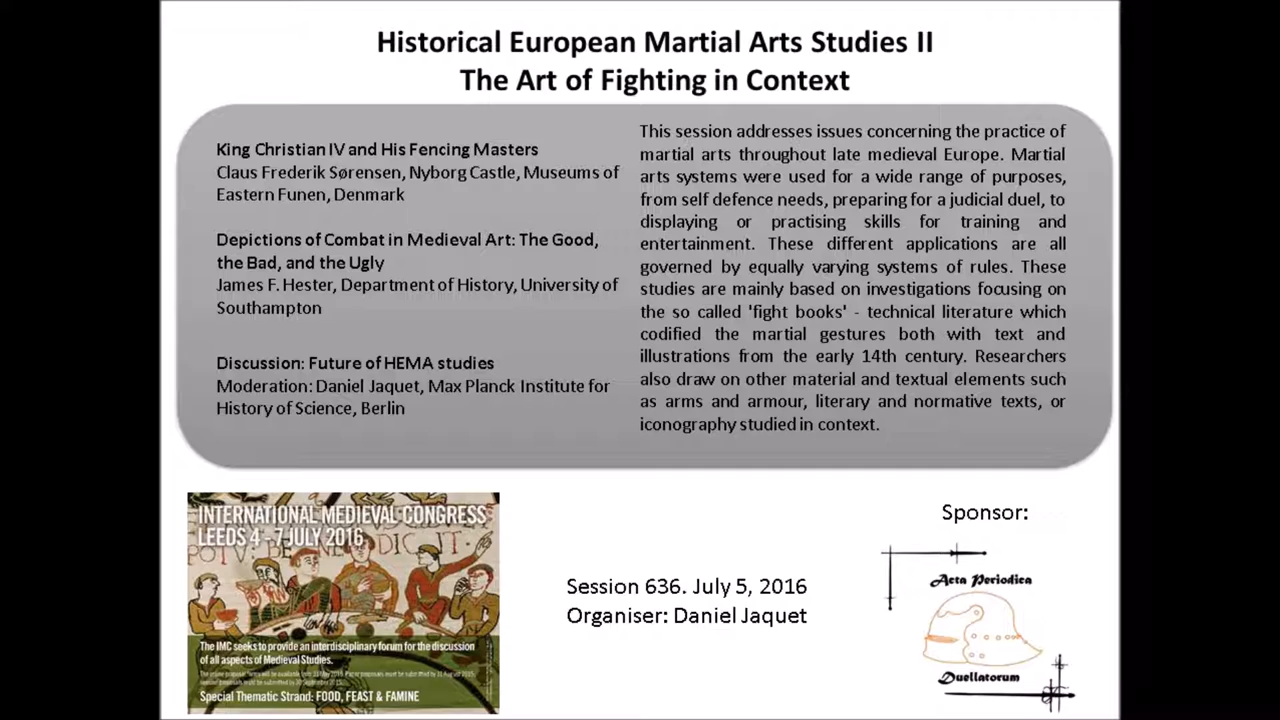 Historical European Martial Arts Studies II
The Art of Fighting in Context
King Christian IV and His Fencing Masters
Claus Frederik Sørensen, Nyborg Castle, Museums of
Eastern Funen, Denmark
Depictions of Combat in Medieval Art: The Good,
the Bad, and the Ugly
James F. Hester, Department of History, University of
Southampton
Discussion: Future of HEMA studies
Moderation: Daniel Jaquet, Max Planck Institute for
History of Science, Berlin
This session addresses issues concerning the practice of
martial arts throughout late medieval Europe. Martial
arts systems were used for a wide range of purposes,
from self defence needs, preparing for a judicial duel, to
displaying or practising skills for training and
entertainment. These different applications are all
governed by equally varying systems of rules. These
studies are mainly based on investigations focusing on
the so called 'fight books' - technical literature which
codified the martial gestures both with text and
illustrations from the early 14th century. Researchers
also draw on other material and textual elements such
as arms and armour, literary and normative texts, or
iconography studied in context.
INTERNATIONAL MEDIEVAL CONGRESS
LEEDS 4 - 7 JULY 2016
The IMC seeks to provide an interdisciplinary forum for the discussion
of all aspects of Medieval Studies.
Special Thematic Strand: FOOD, FEAST & FAMINE
Session 636. July 5, 2016
Organiser: Daniel Jaquet
Sponsor:
Acta Periodica
Duellatorum